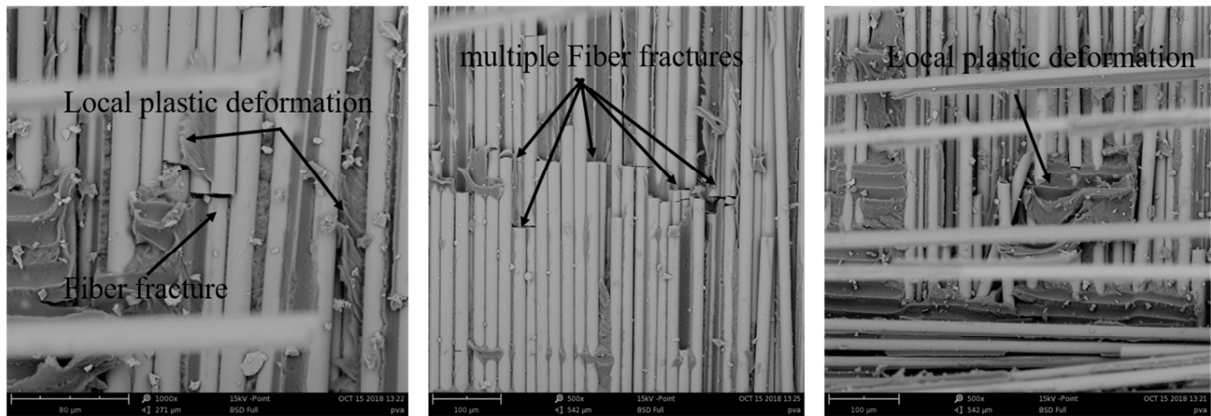 Local plastic deformation
Fiber fracture
80 µm
1000x
271 µm
15kV -Point
BSD Full
OCT 15 2018 13:22
pva
multiple Fiber fractures
100 µm
500x
542 µm
15kV -Point
BSD Full
OCT 15 2018 13:25
pva
Local plastic deformation
100 µm
500x
542 µm
15kV -Point
BSD Full
OCT 15 2018 13:21
pva